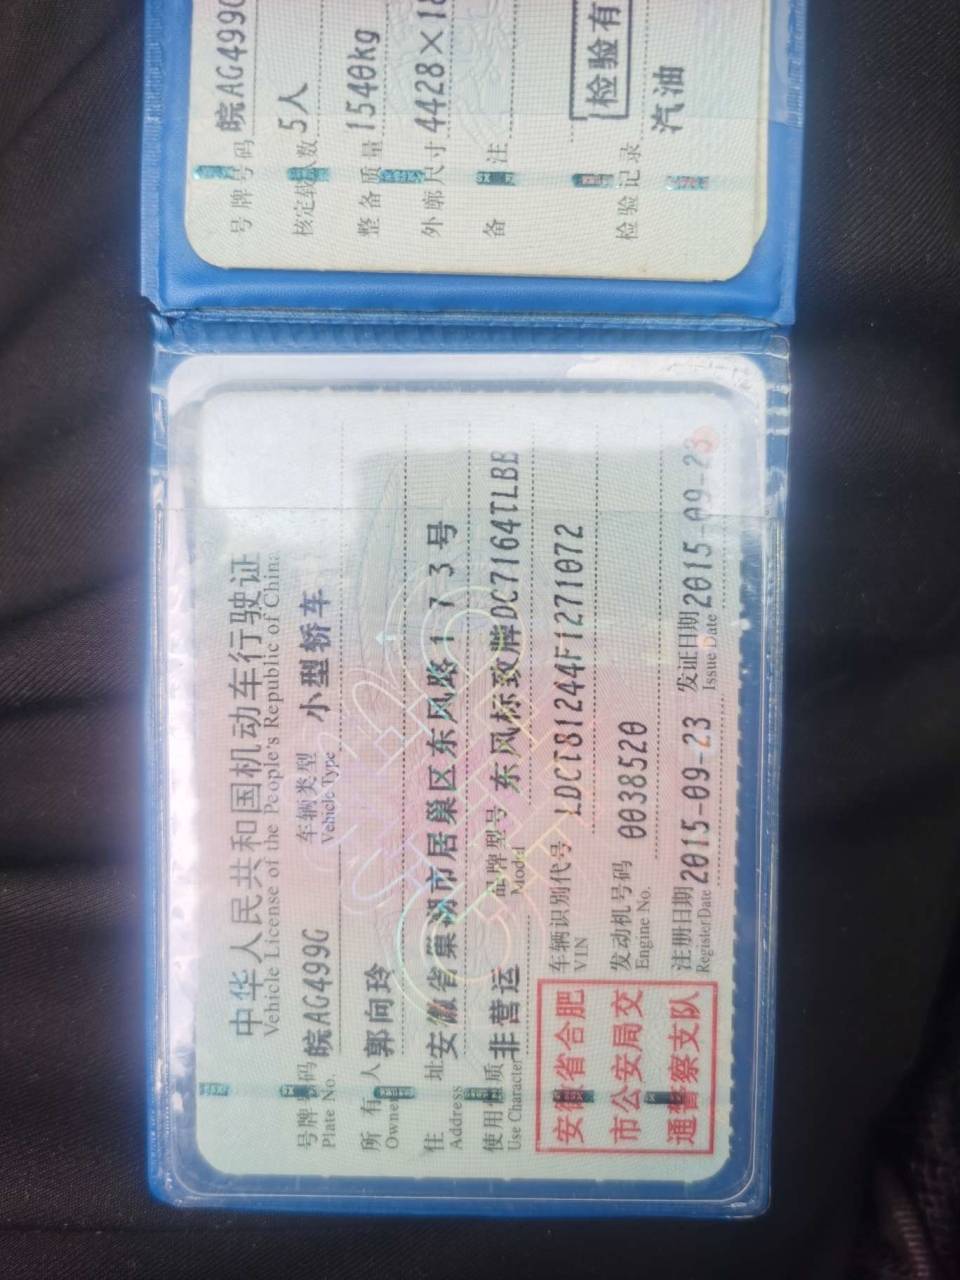 中华人民共和国机动车行驶证
Vehicle License of the People's Republic of China
号牌号码 皖AG499G 车辆类型 小型轿车
Plate No. Vehicle Type
所有人 郭向玲
Owner
住址 安徽省巢湖市居巢区东风路173号
Address
使用性质 非营运 品牌型号 东风标致牌DC7164TLBB
Use Character Model
车辆识别代号 LDCC81244F1271072
VIN
发动机号码 0038520
Engine No.
注册日期 2015-09-23 发证日期 2015-09-23
Register Date Issue Date
安徽省合肥
市公安局交
通警察支队
号牌号码 皖AG499G
核定载人数 5人
整备质量 1540kg
外廓尺寸 4428×18
备注
检验有
检验记录
汽油